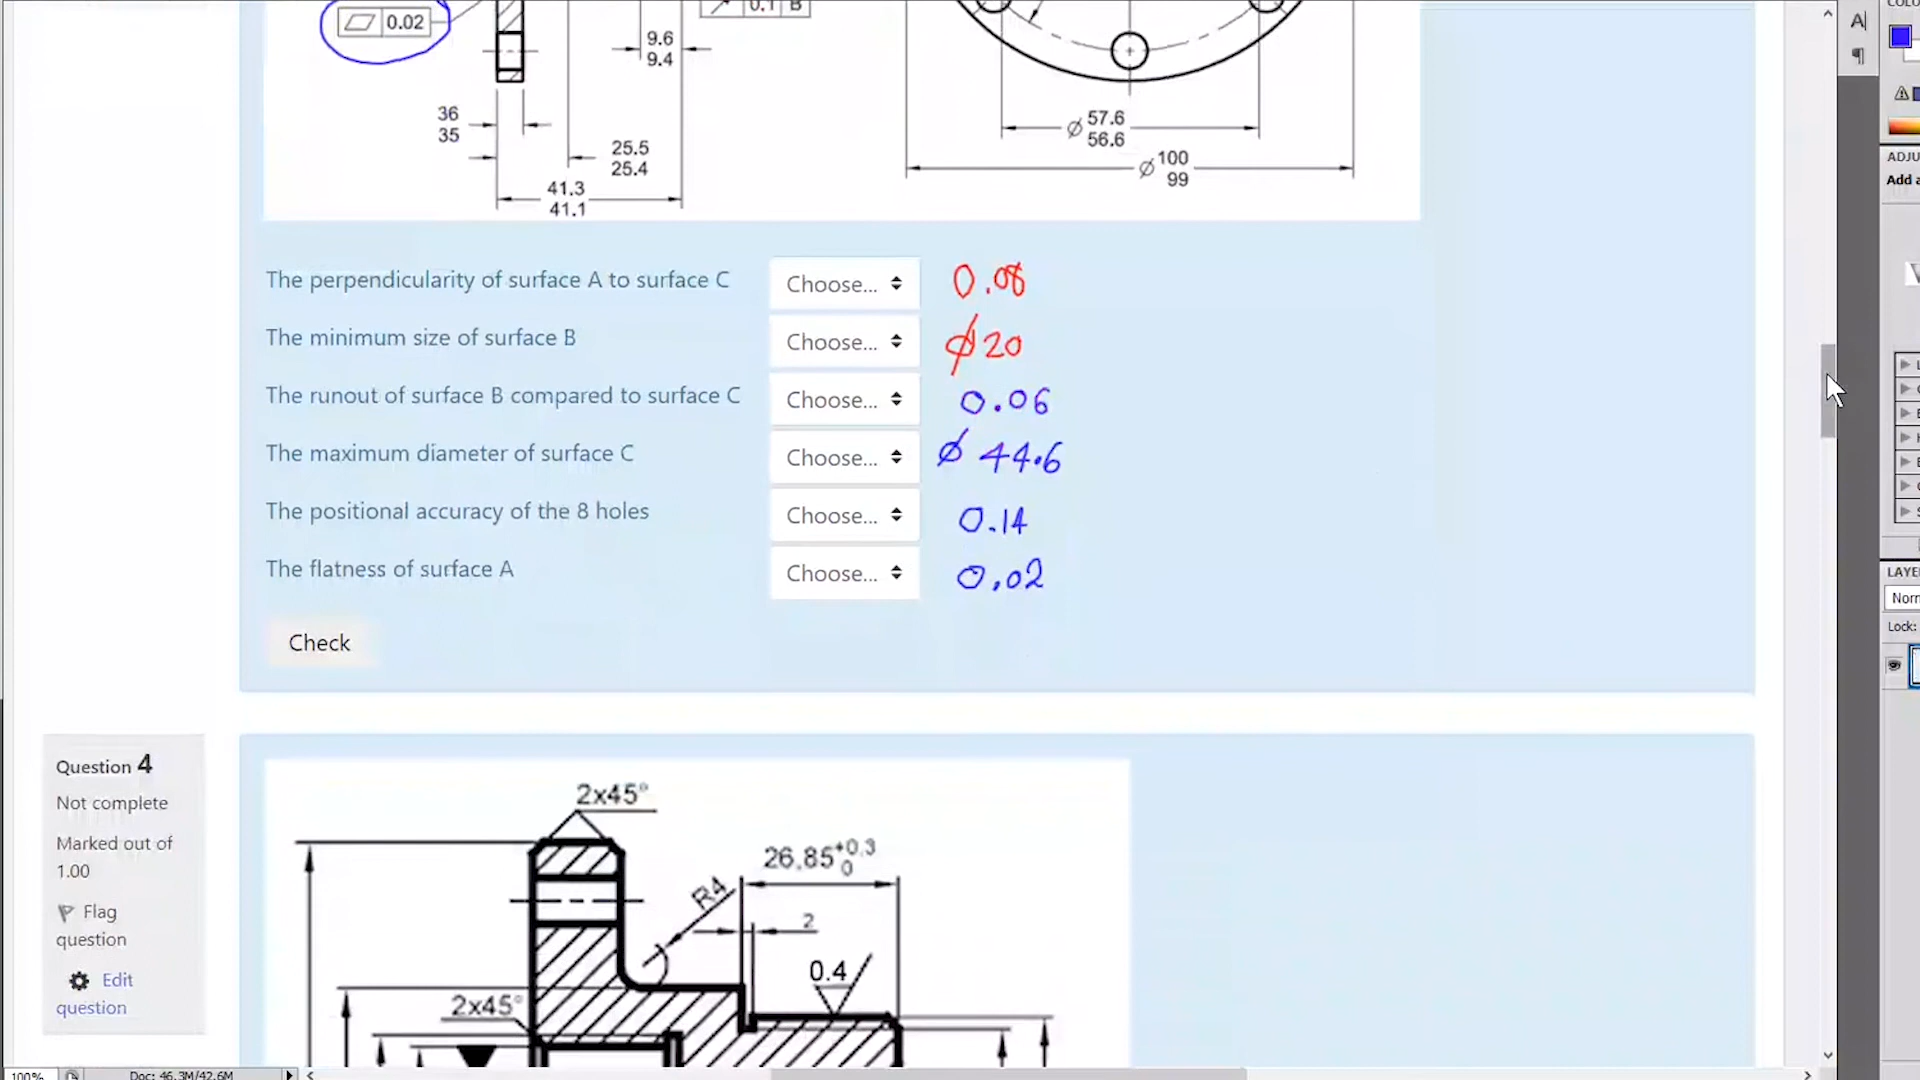 0.02
0.1 B
9.6
9.4
36
35
25.5
25.4
41.3
41.1
Ø 57.6
56.6
Ø 100
99
The perpendicularity of surface A to surface C Choose... 0.08
The minimum size of surface B Choose... Ø20
The runout of surface B compared to surface C Choose... 0.06
The maximum diameter of surface C Choose... Ø 44.6
The positional accuracy of the 8 holes Choose... 0.14
The flatness of surface A Choose... 0.02
Check
Question 4
Not complete
Marked out of
1.00
Flag
question
Edit
question
2x45°
26.85 +0.3
0
R4
2
0.4
2x45°
100%
Doc: 46.3M/42.6M
A
¶
Add a
Norn
Lock: